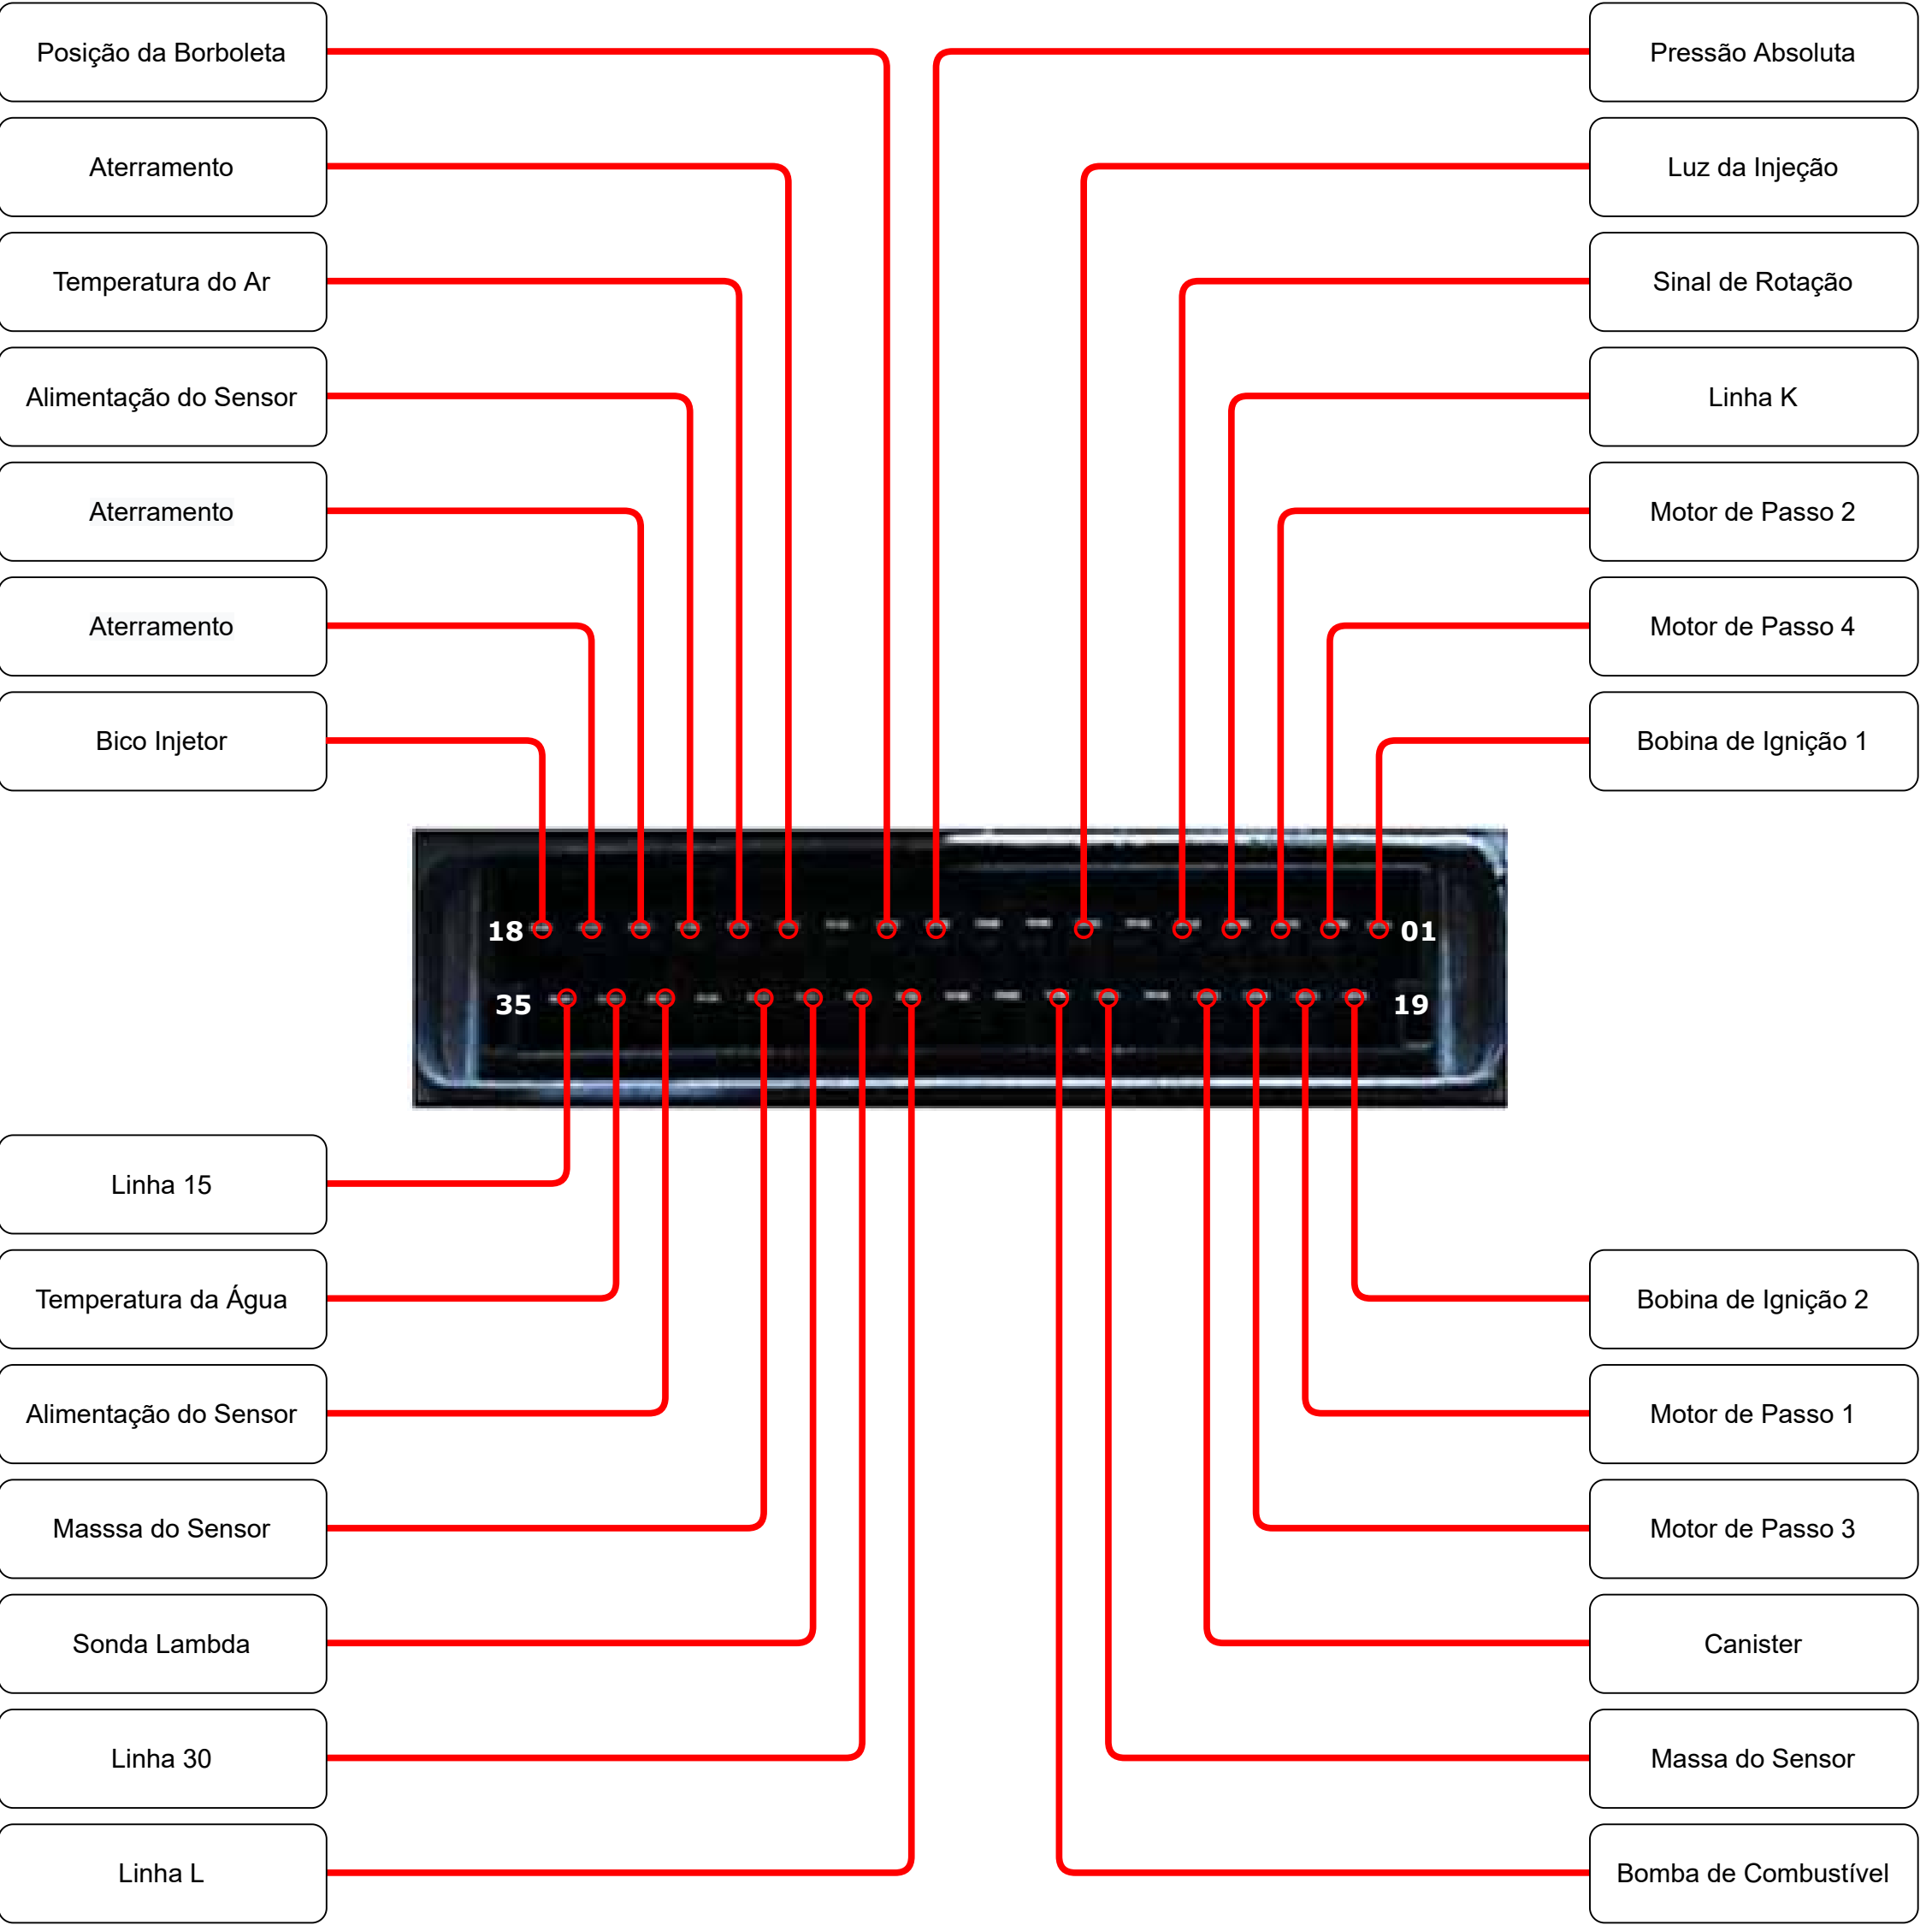 Posição da Borboleta
Pressão Absoluta
Aterramento
Luz da Injeção
Temperatura do Ar
Sinal de Rotação
Alimentação do Sensor
Linha K
Aterramento
Motor de Passo 2
Aterramento
Motor de Passo 4
Bico Injetor
Bobina de Ignição 1
18
01
35
19
Linha 15
Temperatura da Água
Bobina de Ignição 2
Alimentação do Sensor
Motor de Passo 1
Masssa do Sensor
Motor de Passo 3
Sonda Lambda
Canister
Linha 30
Massa do Sensor
Linha L
Bomba de Combustível